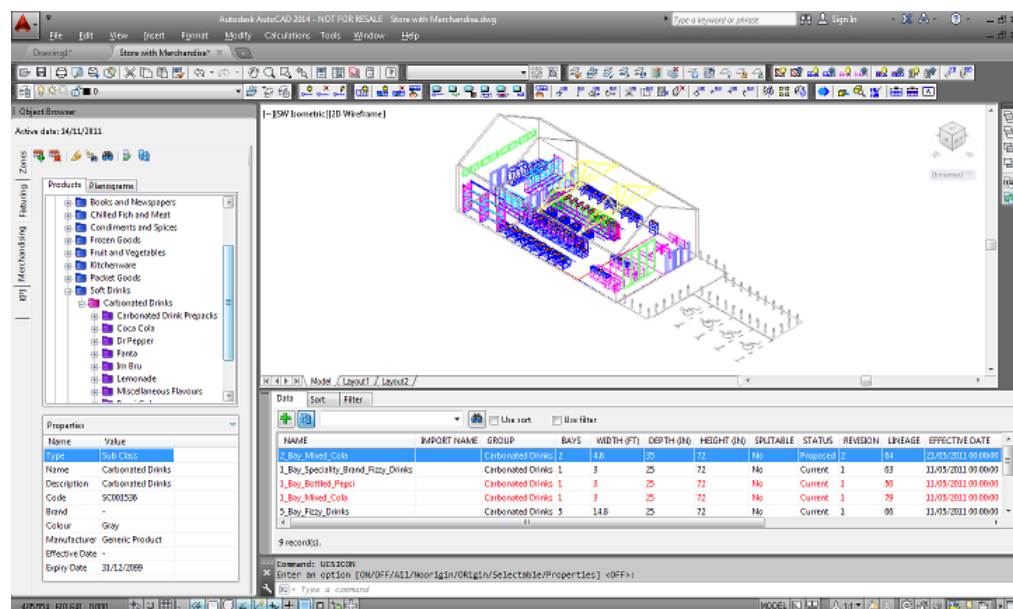 Autodesk AutoCAD 2014 - NOT FOR RESALE Store with Merchandise.dwg
Type a keyword or phrase
Sign In
File Edit View Insert Format Modify Calculations Tools Window Help
Drawing1* Store with Merchandise*
0
Object Browser
Active date: 14/11/2011
Zones
Fixturing
Merchandising
KPI
Products Planograms
Books and Newspapers
Chilled Fish and Meat
Condiments and Spices
Frozen Goods
Fruit and Vegetables
Kitchenware
Packet Goods
Soft Drinks
Carbonated Drinks
Carbonated Drink Prepacks
Coca Cola
Dr Pepper
Fanta
Irn Bru
Lemonade
Miscellaneous Flavours
Properties
Name Value
Type Sub Class
Name Carbonated Drinks
Description Carbonated Drinks
Code SC001536
Brand -
Colour Gray
Manufacturer Generic Product
Effective Date -
Expiry Date 31/12/2099
[-][SW Isometric][2D Wireframe]
Unnamed
Model Layout1 Layout2
Data Sort Filter
Use sort Use filter
NAME IMPORT NAME GROUP BAYS WIDTH (FT) DEPTH (IN) HEIGHT (IN) SPLITABLE STATUS REVISION LINEAGE EFFECTIVE DATE
2_Bay_Mixed_Cola Carbonated Drinks 2 4.6 35 72 No Proposed 2 64 21/05/2011 00:00:00
1_Bay_Speciality_Brand_Fizzy_Drinks Carbonated Drinks 1 3 25 72 No Current 1 63 11/05/2011 00:00:00
1_Bay_Bottled_Pepsi Carbonated Drinks 1 3 25 72 No Current 1 56 11/05/2011 00:00:00
1_Bay_Mixed_Cola Carbonated Drinks 1 3 25 72 No Current 1 79 11/05/2011 00:00:00
5_Bay_Fizzy_Drinks Carbonated Drinks 5 14.8 25 72 No Current 1 66 11/05/2011 00:00:00
9 record(s).
Command: UCSICON
Enter an option [ON/OFF/All/Noorigin/ORigin/Selectable/Properties] <OFF>:
Type a command
MODEL